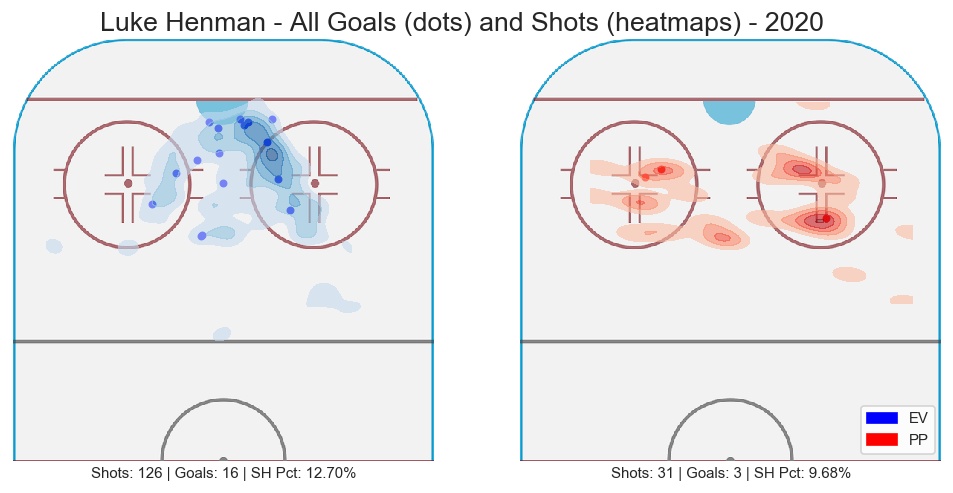 Luke Henman - All Goals (dots) and Shots (heatmaps) - 2020
EV
PP
Shots: 126 | Goals: 16 | SH Pct: 12.70%
Shots: 31 | Goals: 3 | SH Pct: 9.68%